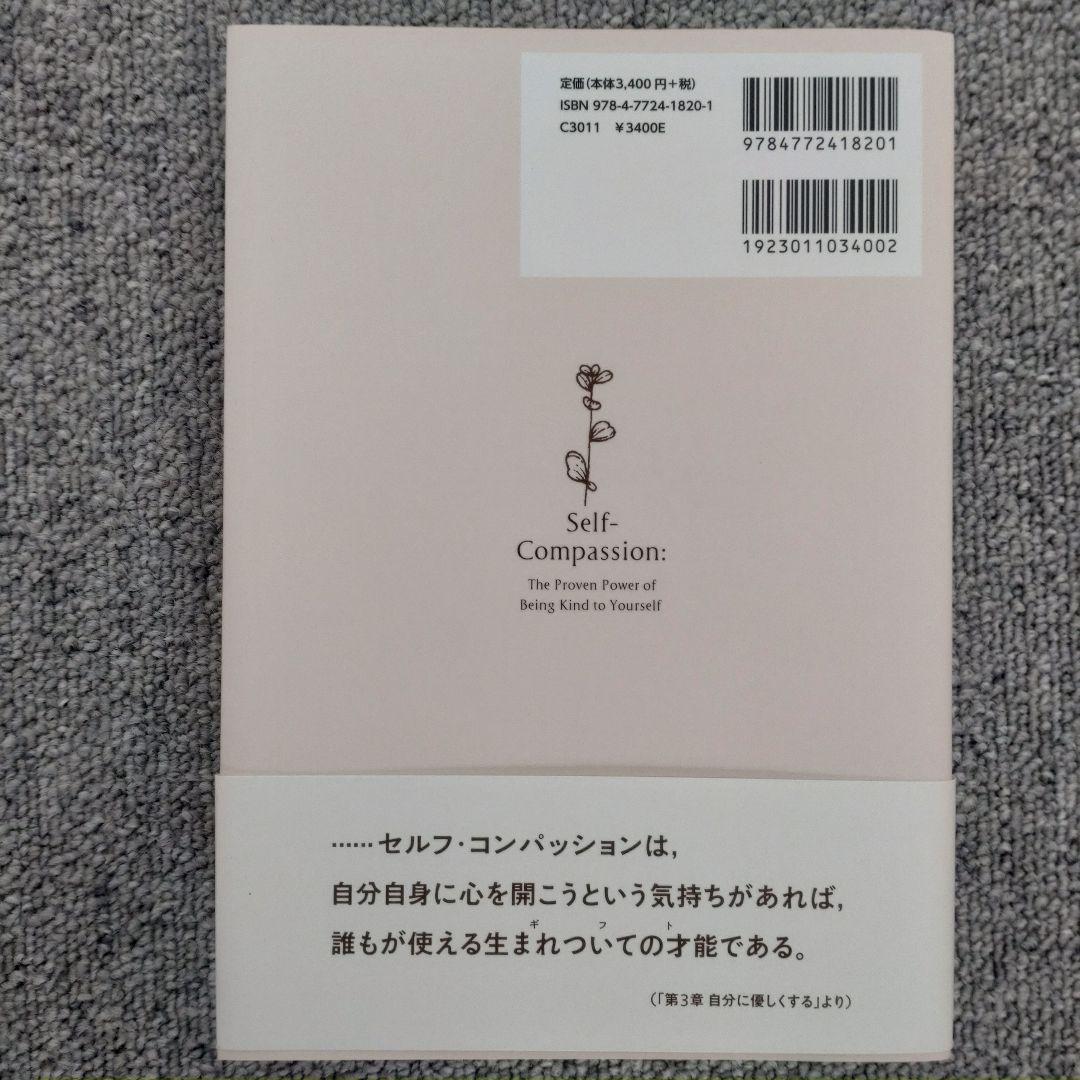 定価（本体3,400円＋税）
ISBN 978-4-7724-1820-1
C3011 ¥3400E
9784772418201
1923011034002
Self-
Compassion:
The Proven Power of
Being Kind to Yourself
……セルフ・コンパッションは,
自分自身に心を開こうという気持ちがあれば,
ギフト
誰もが使える生まれついての才能である。
（「第3章 自分に優しくする」より）